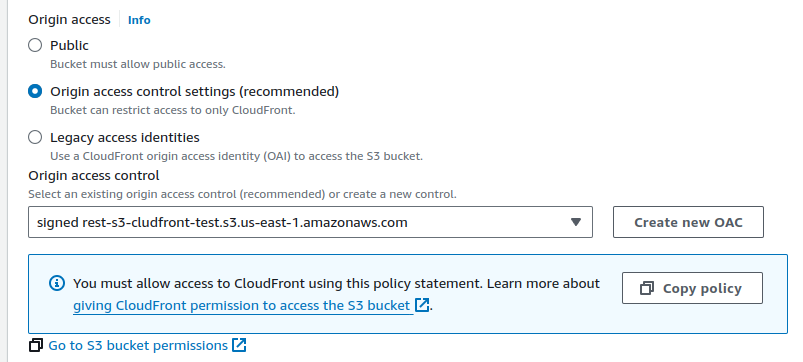 Origin access Info
Public
Bucket must allow public access.
Origin access control settings (recommended)
Bucket can restrict access to only CloudFront.
Legacy access identities
Use a CloudFront origin access identity (OAI) to access the S3 bucket.
Origin access control
Select an existing origin access control (recommended) or create a new control.
signed rest-s3-cludfront-test.s3.us-east-1.amazonaws.com Create new OAC
You must allow access to CloudFront using this policy statement. Learn more about
giving CloudFront permission to access the S3 bucket. Copy policy
Go to S3 bucket permissions